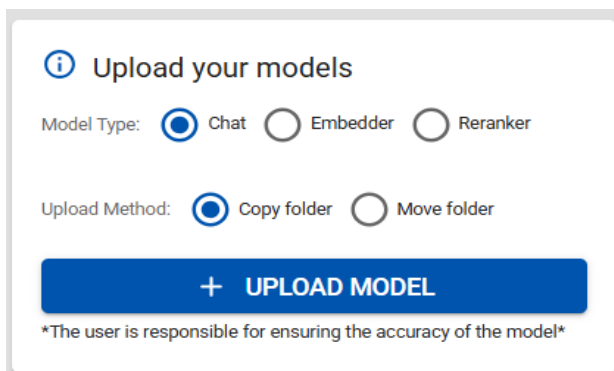 Upload your models
Model Type: Chat Embedder Reranker
Upload Method: Copy folder Move folder
+ UPLOAD MODEL
*The user is responsible for ensuring the accuracy of the model*